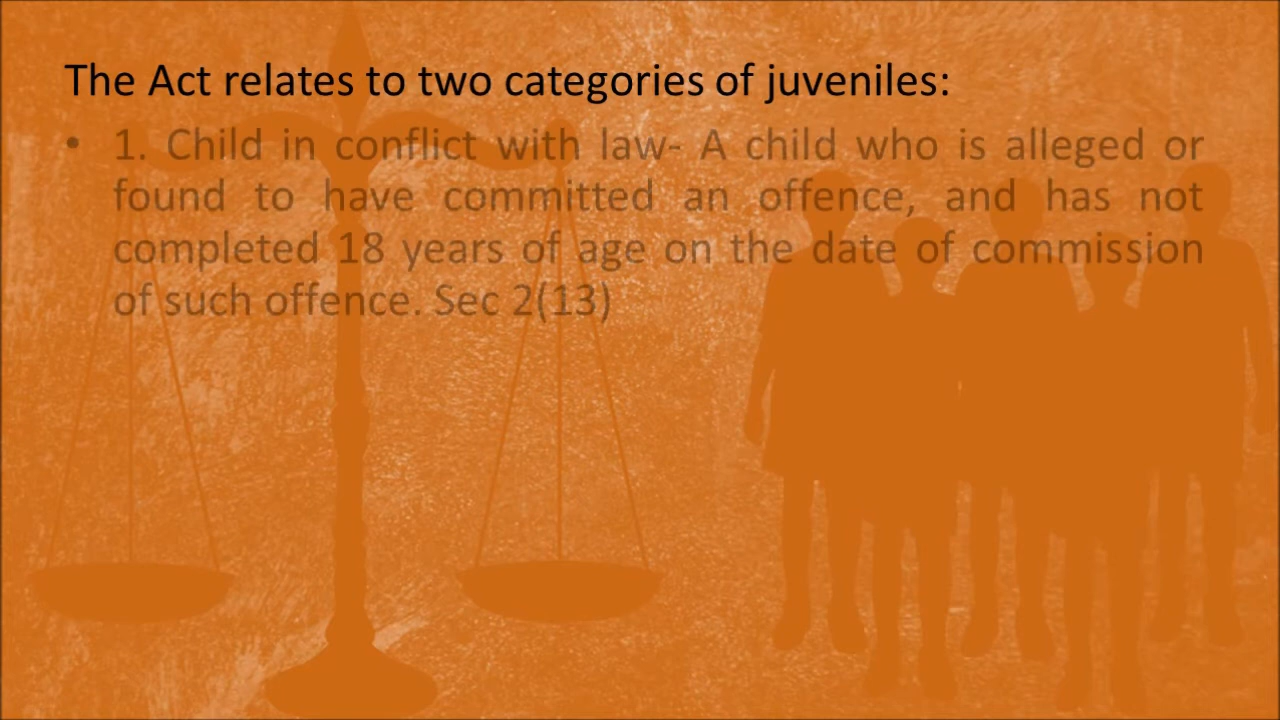 The Act relates to two categories of juveniles:
• 1. Child in conflict with law- A child who is alleged or
found to have committed an offence, and has not
completed 18 years of age on the date of commission
of such offence. Sec 2(13)